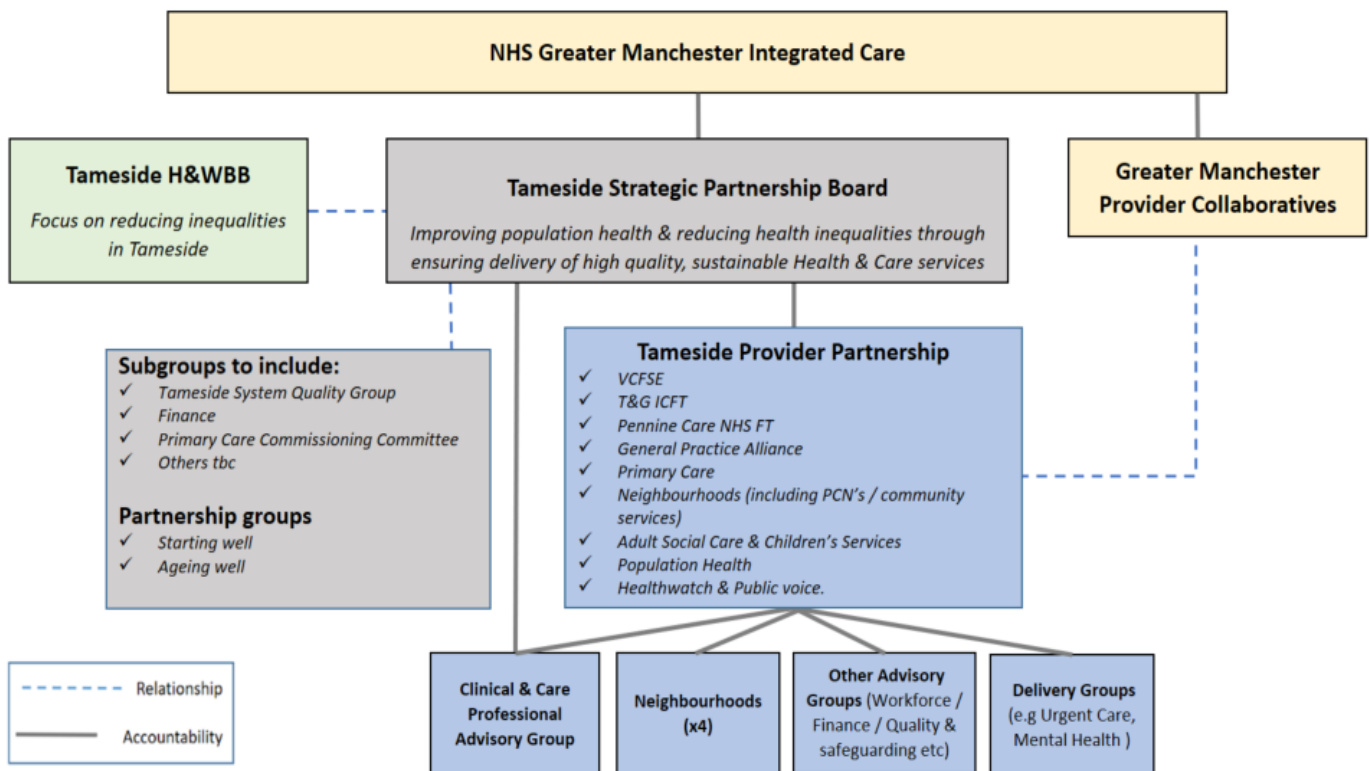 NHS Greater Manchester Integrated Care
Tameside H&WBB
Focus on reducing inequalities
in Tameside
Tameside Strategic Partnership Board
Improving population health & reducing health inequalities through
ensuring delivery of high quality, sustainable Health & Care services
Greater Manchester
Provider Collaboratives
Subgroups to include:
✓ Tameside System Quality Group
✓ Finance
✓ Primary Care Commissioning Committee
✓ Others tbc
Partnership groups
✓ Starting well
✓ Ageing well
Tameside Provider Partnership
✓ VCFSE
✓ T&G ICFT
✓ Pennine Care NHS FT
✓ General Practice Alliance
✓ Primary Care
✓ Neighbourhoods (including PCN's / community
services)
✓ Adult Social Care & Children's Services
✓ Population Health
✓ Healthwatch & Public voice.
Clinical & Care
Professional
Advisory Group
Neighbourhoods
(x4)
Other Advisory
Groups (Workforce /
Finance / Quality &
safeguarding etc)
Delivery Groups
(e.g Urgent Care,
Mental Health )
Relationship
Accountability